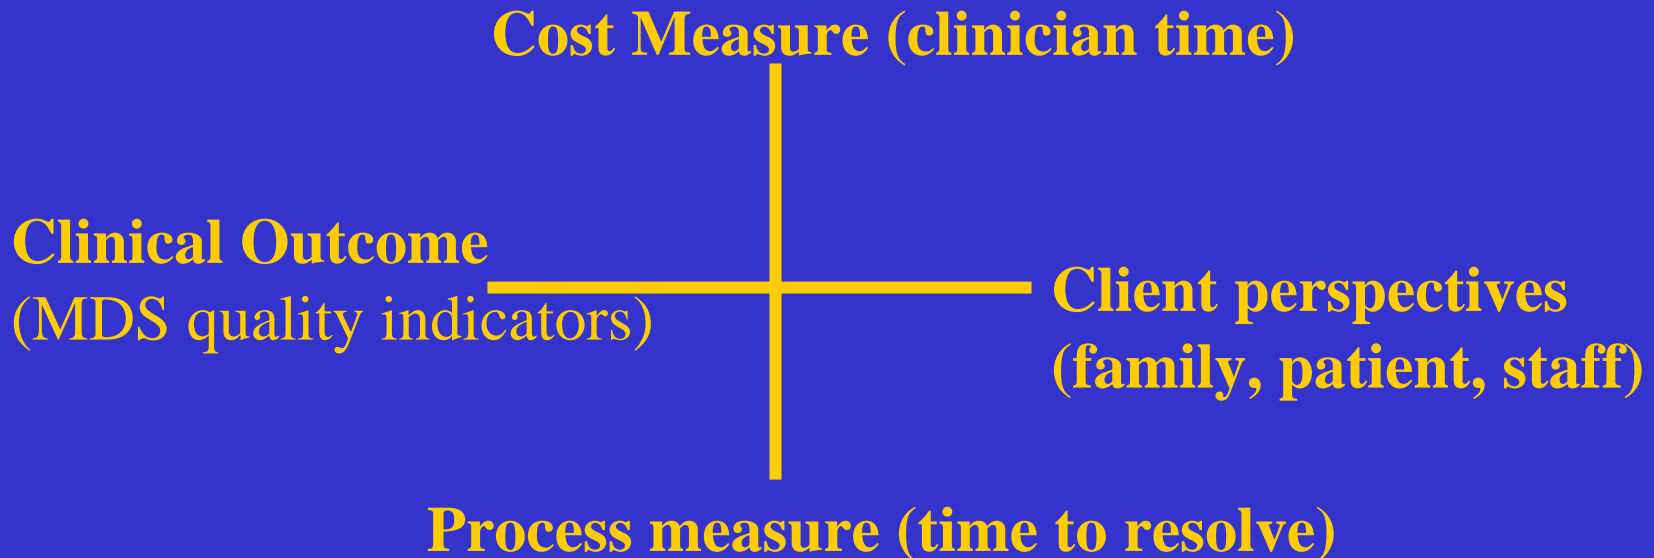 Cost Measure (clinician time)
Clinical Outcome
(MDS quality indicators)
Client perspectives
(family, patient, staff)
Process measure (time to resolve)